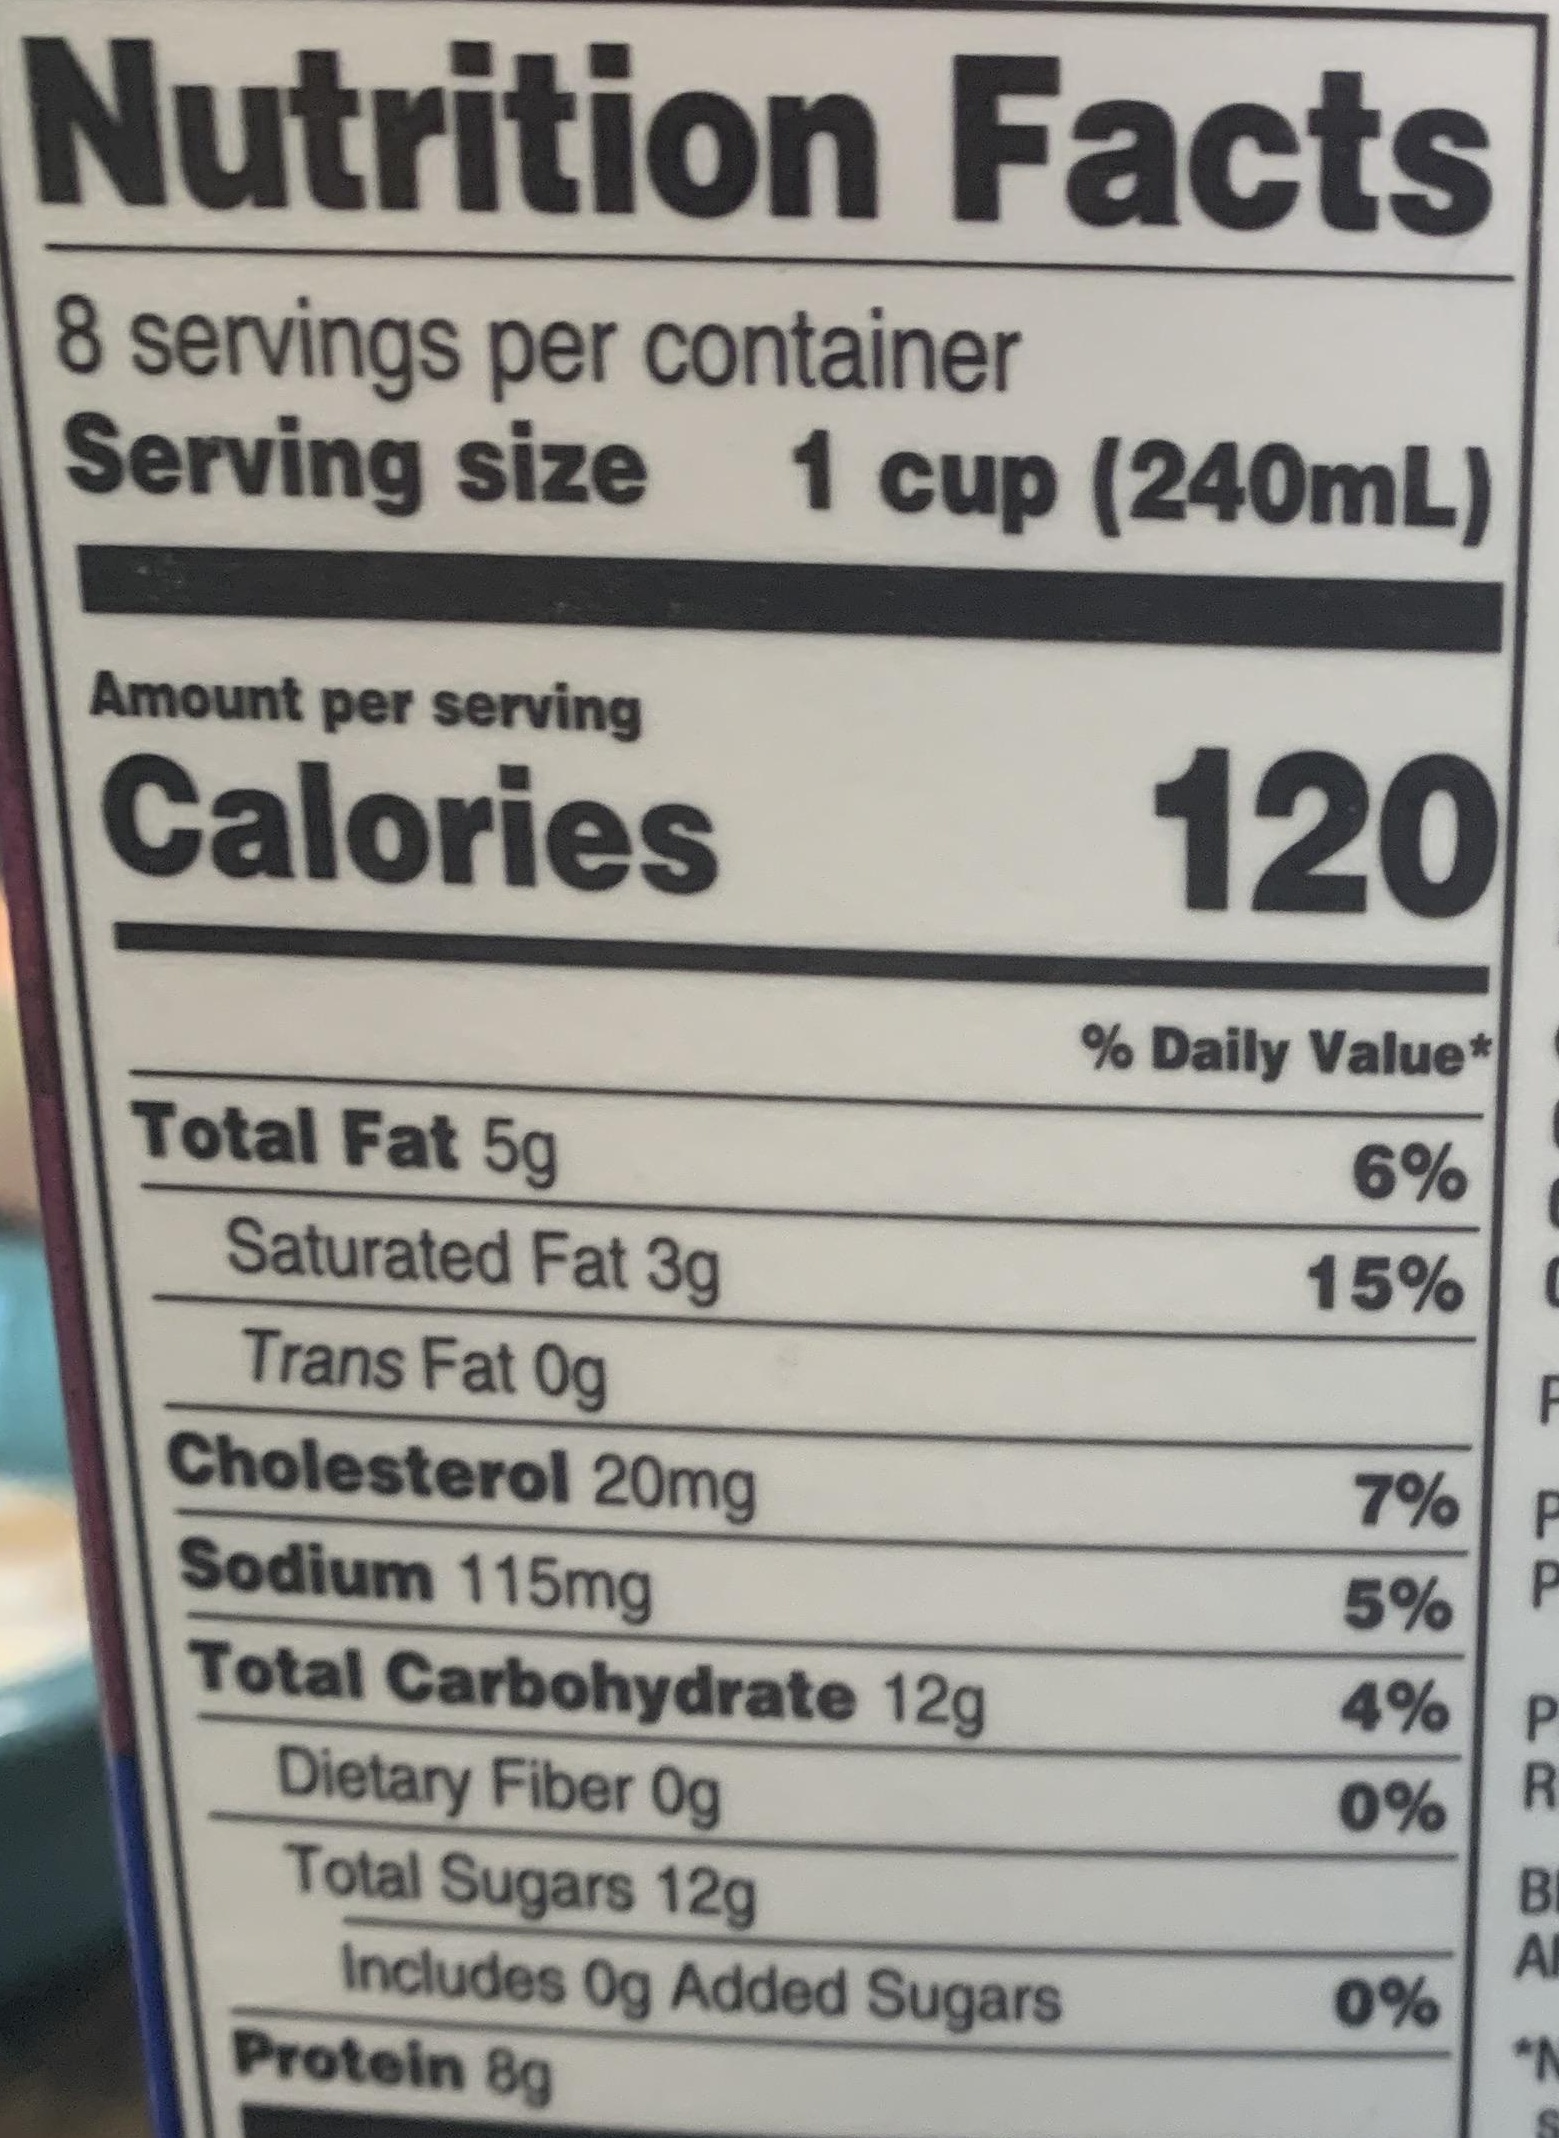 Nutrition Facts
8 servings per container
Serving size 1 cup (240mL)
Amount per serving
Calories 120
% Daily Value*
Total Fat 5g 6%
Saturated Fat 3g 15%
Trans Fat 0g
Cholesterol 20mg 7%
Sodium 115mg 5%
Total Carbohydrate 12g 4%
Dietary Fiber 0g 0%
Total Sugars 12g
Includes 0g Added Sugars 0%
Protein 8g